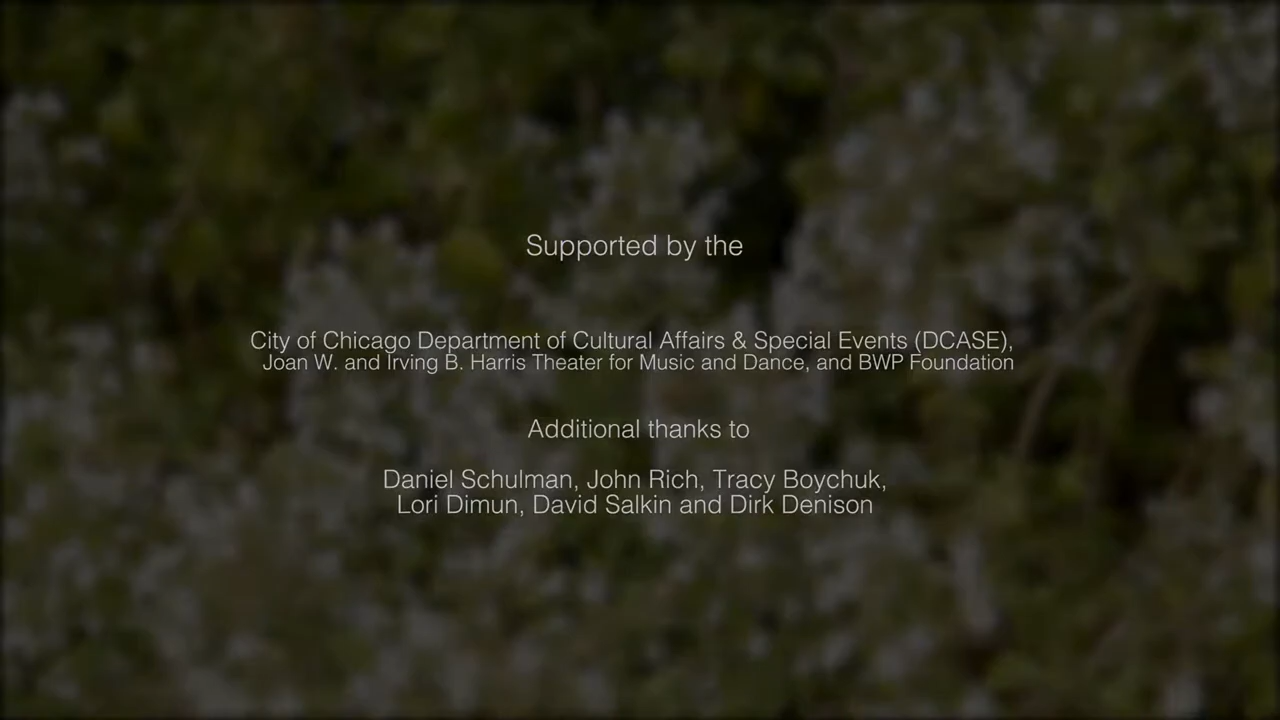 Supported by the
City of Chicago Department of Cultural Affairs & Special Events (DCASE),
Joan W. and Irving B. Harris Theater for Music and Dance, and BWP Foundation
Additional thanks to
Daniel Schulman, John Rich, Tracy Boychuk,
Lori Dimun, David Salkin and Dirk Denison